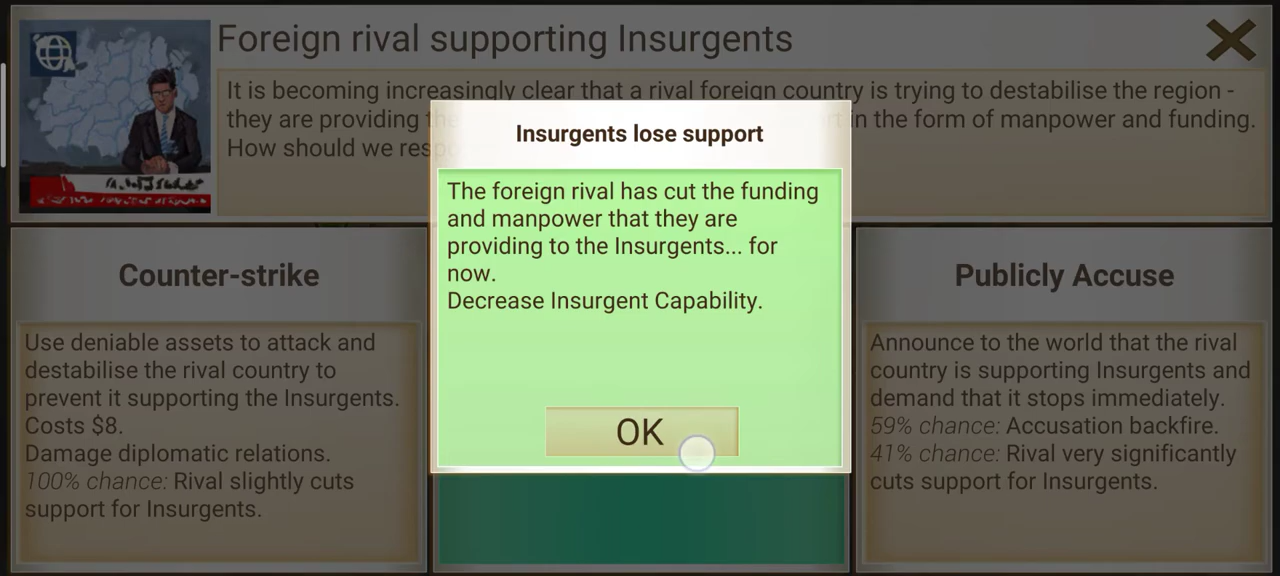 Foreign rival supporting Insurgents
It is becoming increasingly clear that a rival foreign country is trying to destabilise the region -
they are providing the in the form of manpower and funding.
How should we
Insurgents lose support
The foreign rival has cut the funding
and manpower that they are
providing to the Insurgents... for
now.
Decrease Insurgent Capability.
OK
Counter-strike
Use deniable assets to attack and
destabilise the rival country to
prevent it supporting the Insurgents.
Costs $8.
Damage diplomatic relations.
100% chance: Rival slightly cuts
support for Insurgents.
Publicly Accuse
Announce to the world that the rival
country is supporting Insurgents and
demand that it stops immediately.
59% chance: Accusation backfire.
41% chance: Rival very significantly
cuts support for Insurgents.